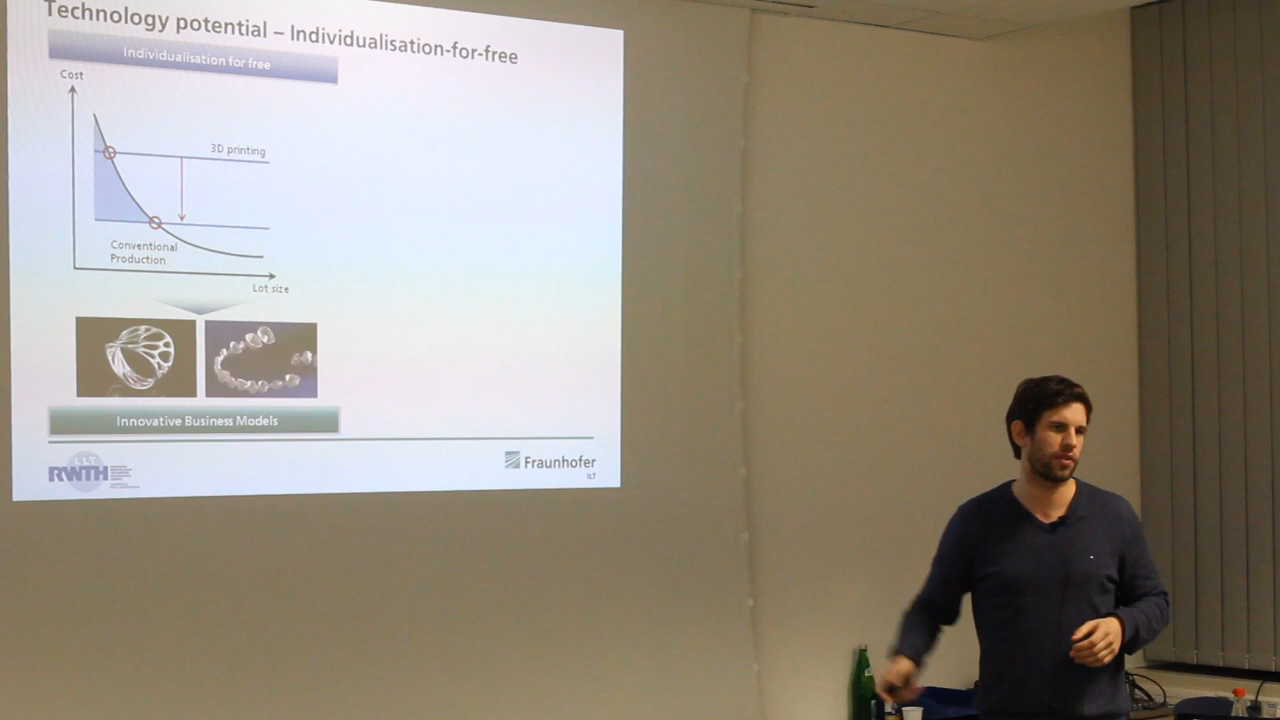 Technology potential – Individualisation-for-free
Individualisation for free
Cost
3D printing
Conventional
Production
Lot size
Innovative Business Models
LLT
RWTH
Fraunhofer
ILT